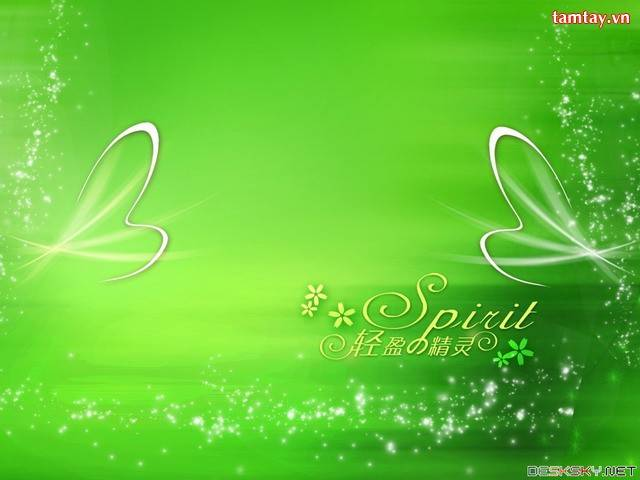 tamtay.vn
Spirit
轻盈の精灵
DESKSKY.NET